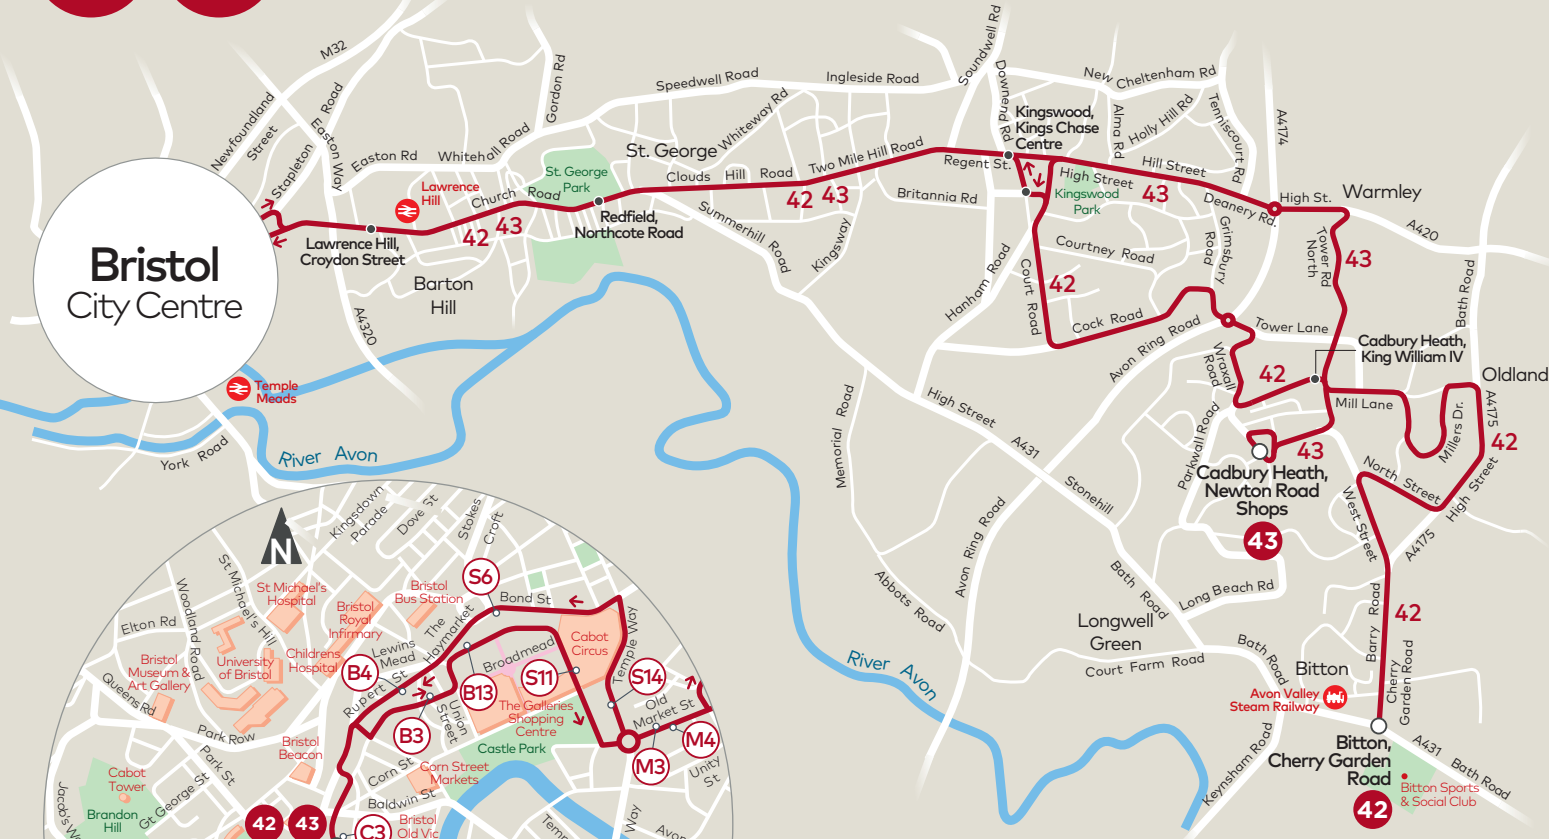 M32
Newfoundland
Street
Stapleton Road
Easton Way
Easton Rd
Whitehall Road
Gordon Rd
Speedwell Road
Ingleside Road
Soundwell Rd
Downend Rd
New Cheltenham Rd
Alma Rd
Holly Hill Rd
Tenniscourt Rd
A4174
Kingswood,
Kings Chase
Centre
St. George
Whiteway Rd
St. George
Park
Lawrence
Hill
Church Road
Clouds Hill Road
Two Mile Hill Road
Regent St.
High Street
Hill Street
43
Kingswood
Park
Deanery Rd.
High St.
Warmley
A420
Britannia Rd
42 43
42 43
Redfield,
Northcote Road
Lawrence Hill,
Croydon Street
Bristol
City Centre
Barton
Hill
A4320
Summerhill Road
Kingsway
Hanham Road
Court Road
42
Courtney Road
Grimsbury
Road
Tower Rd
North
43
Bath Road
Cock Road
Avon Ring Road
Tower Lane
Cadbury Heath,
King William IV
Wraxall
Road
42
Oldland
Mill Lane
Millers Dr.
A4175
42
Temple
Meads
York Road
River Avon
Memorial Road
High Street
A431
Stonehill
Parkwall Road
43
Cadbury Heath,
Newton Road
Shops
43
North Street
High Street
West Street
A4175
Avon Ring Road
Abbots Road
Bath Road
Long Beach Rd
Longwell
Green
Court Farm Road
Bath Road
Bitton
Barry Road
42
Cherry
Garden Road
Avon Valley
Steam Railway
River Avon
Keynsham Road
Bitton,
Cherry Garden
Road
42
A431
Bath Road
Bitton Sports
& Social Club
N
Kingsdown
Parade
Dove St
Stokes
Croft
St Michael's Hill
Woodland Road
St Michael's
Hospital
Bristol
Bus Station
S6
Bond St
Elton Rd
Bristol
Royal
Infirmary
The
Haymarket
Lewins
Mead
Childrens
Hospital
University
of Bristol
Bristol
Museum &
Art Gallery
Queens Rd
B4
Rupert St
Broadmead
Cabot
Circus
Temple Way
B13
S11
S14
The Galleries
Shopping
Centre
Old
Market St
Park Row
B3
Union
Street
Castle Park
M4
M3
Unity
St
Bristol
Beacon
Park St
Corn St
Corn Street
Markets
Cabot
Tower
Gt George St
Brandon
Hill
Baldwin St
Bristol
Old Vic
42 43
C3
Way